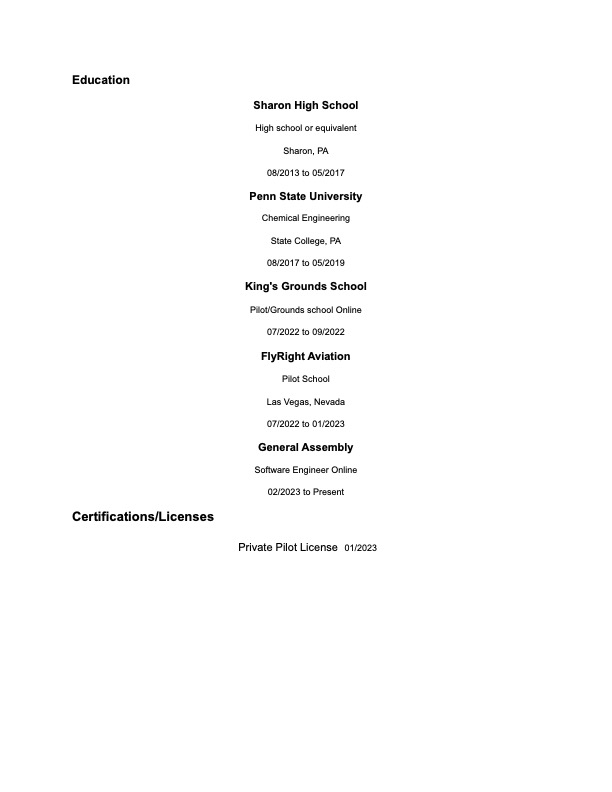 Education
Sharon High School
High school or equivalent
Sharon, PA
08/2013 to 05/2017
Penn State University
Chemical Engineering
State College, PA
08/2017 to 05/2019
King's Grounds School
Pilot/Grounds school Online
07/2022 to 09/2022
FlyRight Aviation
Pilot School
Las Vegas, Nevada
07/2022 to 01/2023
General Assembly
Software Engineer Online
02/2023 to Present
Certifications/Licenses
Private Pilot License 01/2023